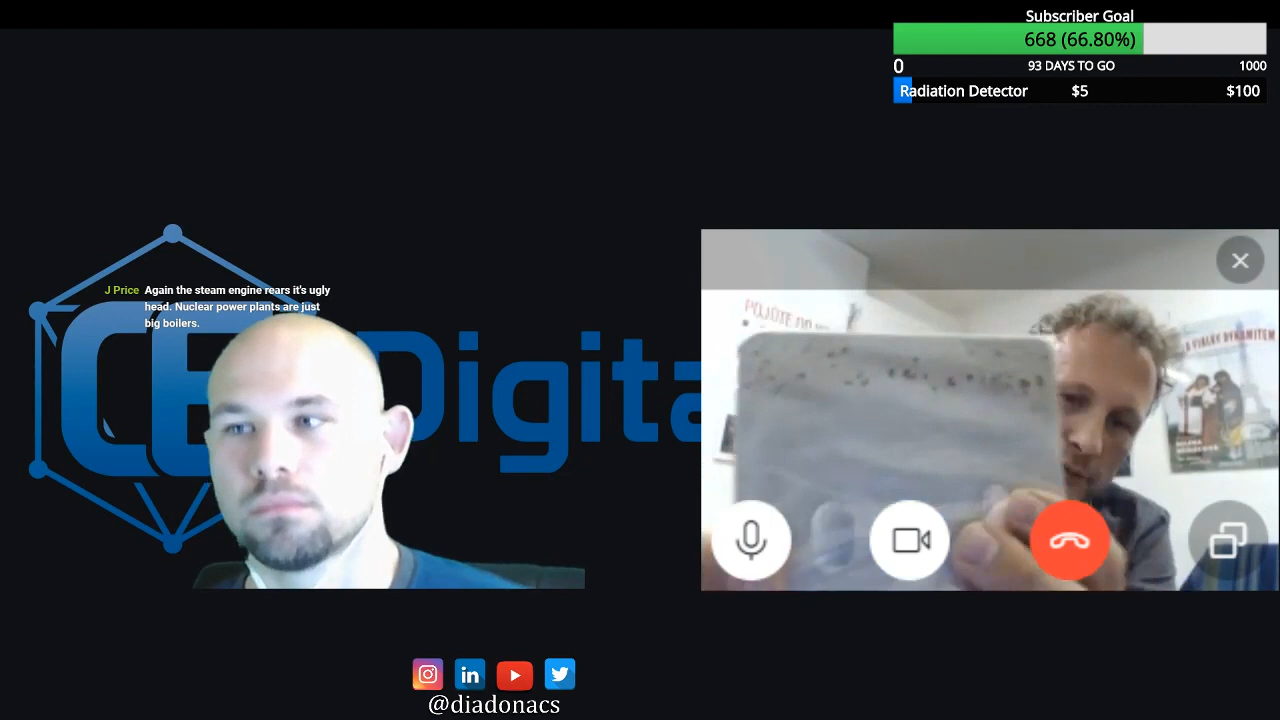 Subscriber Goal
668 (66.80%)
0 93 DAYS TO GO 1000
Radiation Detector $5 $100
J Price Again the steam engine rears it's ugly
head. Nuclear power plants are just
big boilers.
CE Digita
@diadonacs